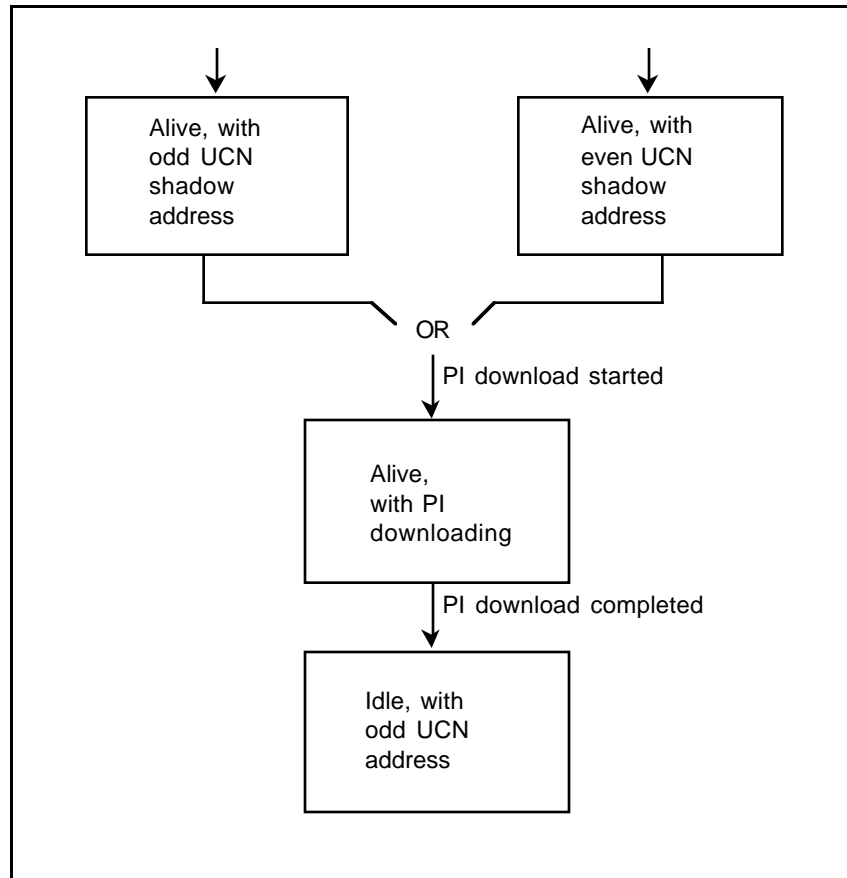 Alive, with
odd UCN
shadow
address
Alive, with
even UCN
shadow
address
OR
PI download started
Alive,
with PI
downloading
PI download completed
Idle, with
odd UCN
address